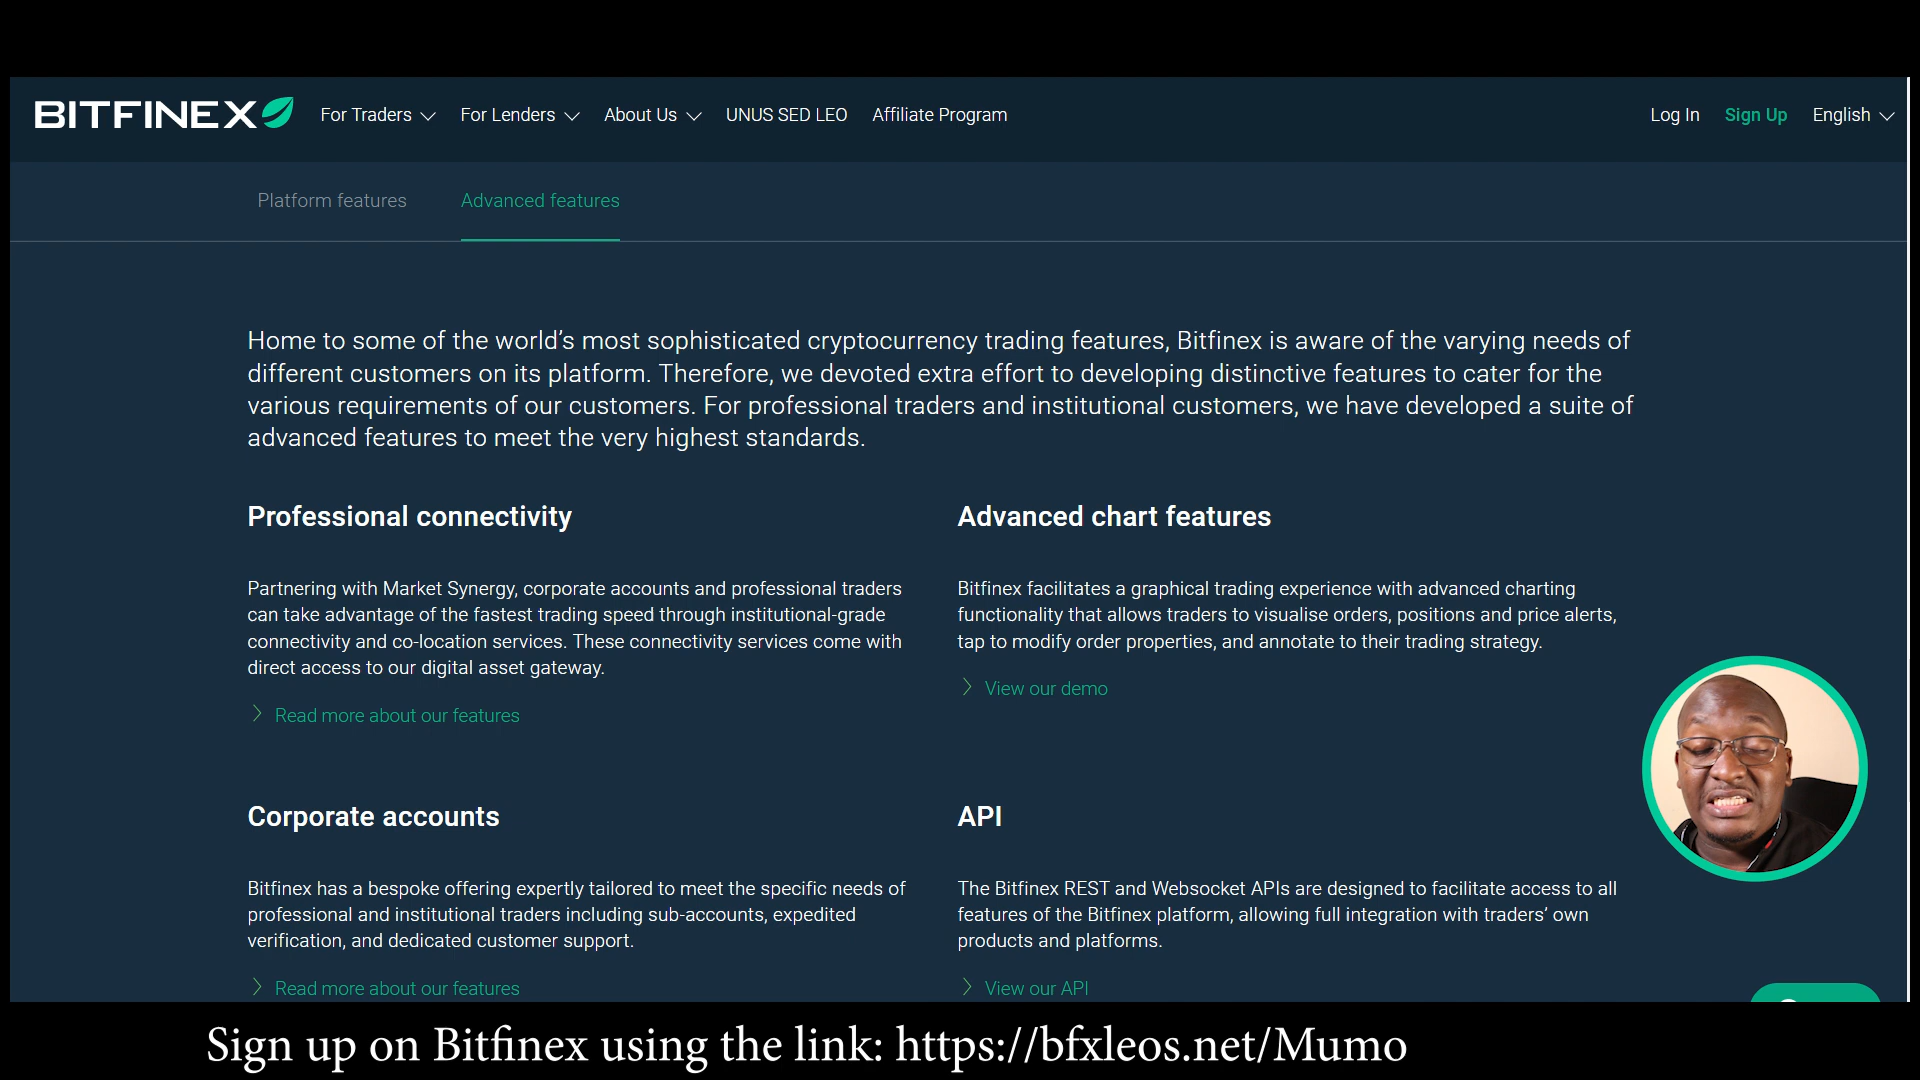 BITFINEX
For Traders
For Lenders
About Us
UNUS SED LEO
Affiliate Program
Log In
Sign Up
English
Platform features
Advanced features
Home to some of the world’s most sophisticated cryptocurrency trading features, Bitfinex is aware of the varying needs of
different customers on its platform. Therefore, we devoted extra effort to developing distinctive features to cater for the
various requirements of our customers. For professional traders and institutional customers, we have developed a suite of
advanced features to meet the very highest standards.
Professional connectivity
Partnering with Market Synergy, corporate accounts and professional traders
can take advantage of the fastest trading speed through institutional-grade
connectivity and co-location services. These connectivity services come with
direct access to our digital asset gateway.
Read more about our features
Advanced chart features
Bitfinex facilitates a graphical trading experience with advanced charting
functionality that allows traders to visualise orders, positions and price alerts,
tap to modify order properties, and annotate to their trading strategy.
View our demo
Corporate accounts
Bitfinex has a bespoke offering expertly tailored to meet the specific needs of
professional and institutional traders including sub-accounts, expedited
verification, and dedicated customer support.
Read more about our features
API
The Bitfinex REST and Websocket APIs are designed to facilitate access to all
features of the Bitfinex platform, allowing full integration with traders’ own
products and platforms.
View our API
Sign up on Bitfinex using the link: https://bfxleos.net/Mumo